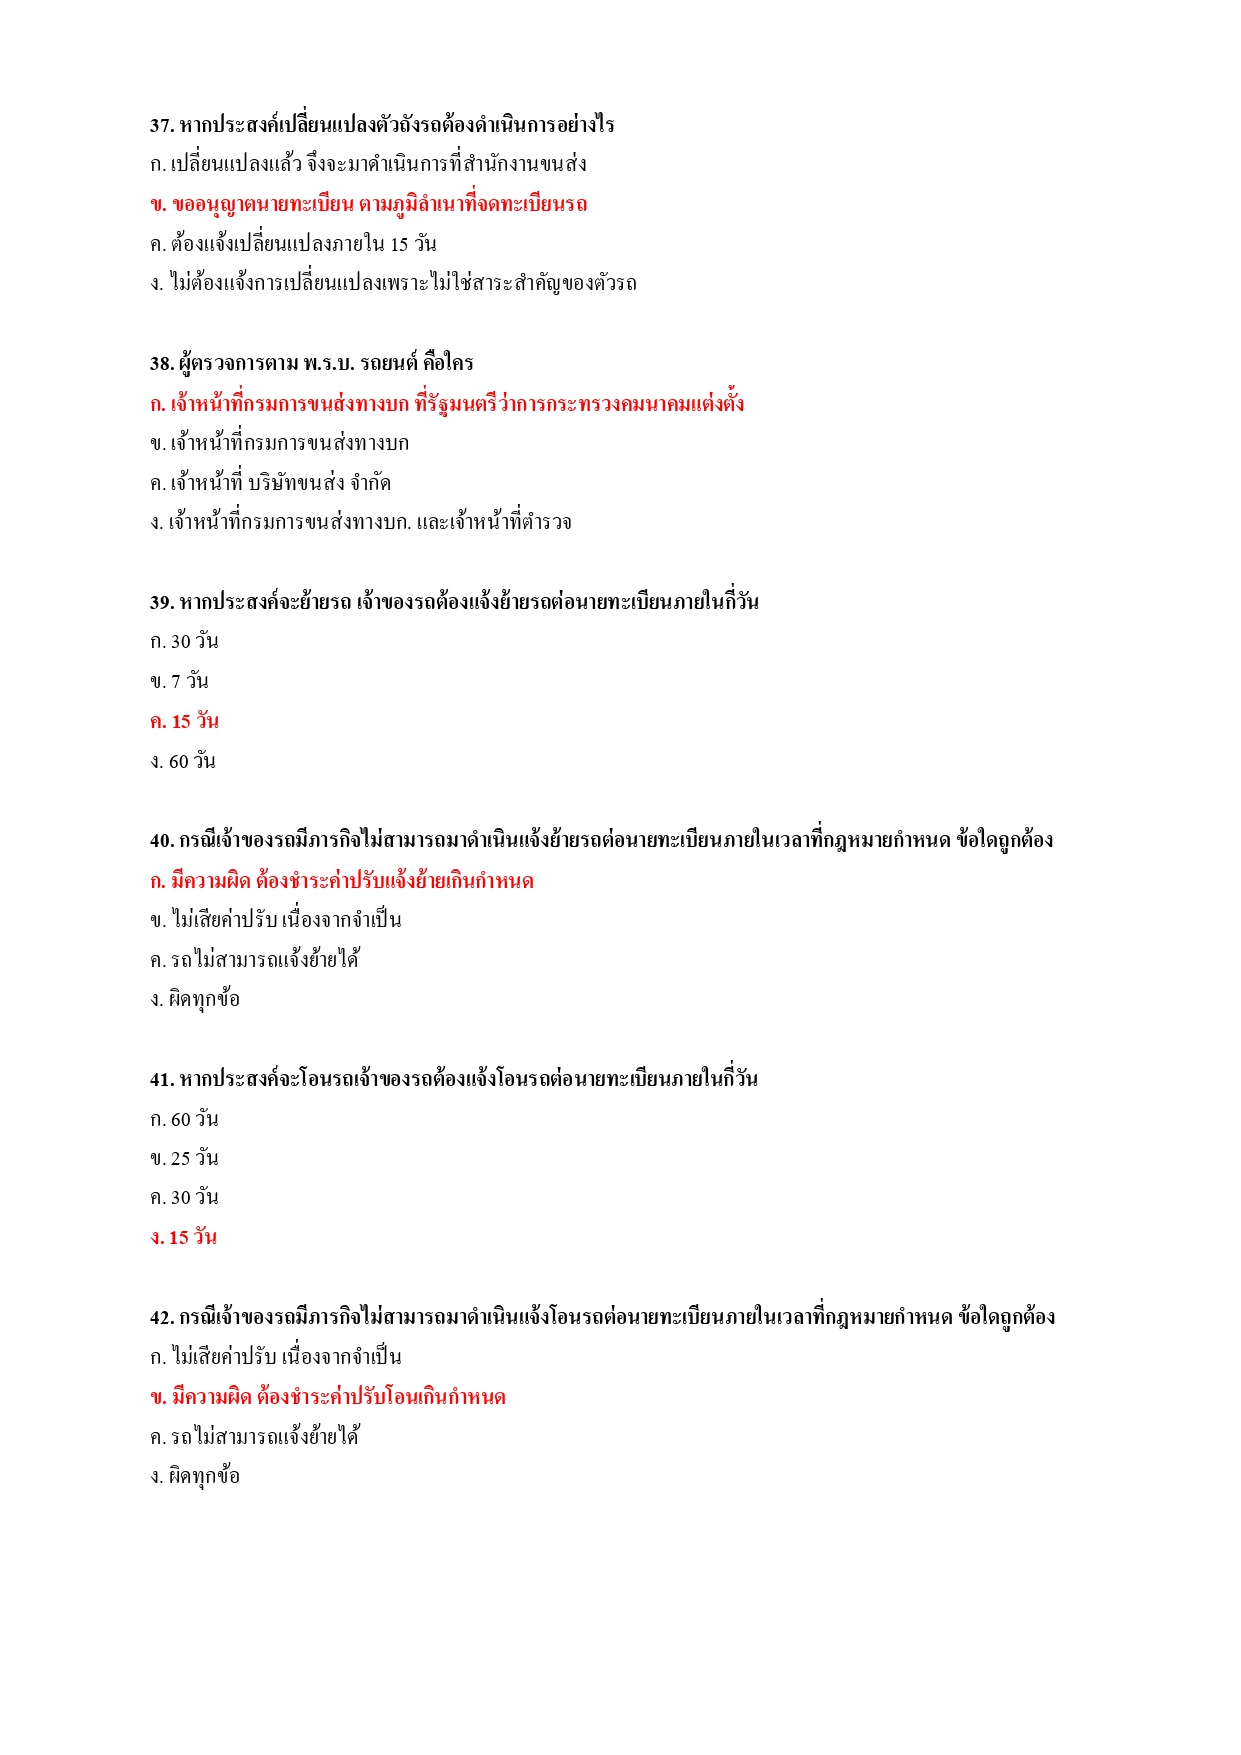 37. หากประสงค์เปลี่ยนแปลงตัวถังรถต้องดำเนินการอย่างไร
ก. เปลี่ยนแปลงแล้ว จึงจะมาดำเนินการที่สำนักงานขนส่ง
ข. ขออนุญาตนายทะเบียน ตามภูมิลำเนาที่จดทะเบียนรถ
ค. ต้องแจ้งเปลี่ยนแปลงภายใน 15 วัน
ง. ไม่ต้องแจ้งการเปลี่ยนแปลงเพราะไม่ใช่สาระสำคัญของตัวรถ
38. ผู้ตรวจการตาม พ.ร.บ. รถยนต์ คือใคร
ก. เจ้าหน้าที่กรมการขนส่งทางบก ที่รัฐมนตรีว่าการกระทรวงคมนาคมแต่งตั้ง
ข. เจ้าหน้าที่กรมการขนส่งทางบก
ค. เจ้าหน้าที่ บริษัทขนส่ง จำกัด
ง. เจ้าหน้าที่กรมการขนส่งทางบก. และเจ้าหน้าที่ตำรวจ
39. หากประสงค์จะย้ายรถ เจ้าของรถต้องแจ้งย้ายรถต่อนายทะเบียนภายในกี่วัน
ก. 30 วัน
ข. 7 วัน
ค. 15 วัน
ง. 60 วัน
40. กรณีเจ้าของรถมีภารกิจไม่สามารถมาดำเนินแจ้งย้ายรถต่อนายทะเบียนภายในเวลาที่กฎหมายกำหนด ข้อใดถูกต้อง
ก. มีความผิด ต้องชำระค่าปรับแจ้งย้ายเกินกำหนด
ข. ไม่เสียค่าปรับ เนื่องจากจำเป็น
ค. รถไม่สามารถแจ้งย้ายได้
ง. ผิดทุกข้อ
41. หากประสงค์จะโอนรถเจ้าของรถต้องแจ้งโอนรถต่อนายทะเบียนภายในกี่วัน
ก. 60 วัน
ข. 25 วัน
ค. 30 วัน
ง. 15 วัน
42. กรณีเจ้าของรถมีภารกิจไม่สามารถมาดำเนินแจ้งโอนรถต่อนายทะเบียนภายในเวลาที่กฎหมายกำหนด ข้อใดถูกต้อง
ก. ไม่เสียค่าปรับ เนื่องจากจำเป็น
ข. มีความผิด ต้องชำระค่าปรับโอนเกินกำหนด
ค. รถไม่สามารถแจ้งย้ายได้
ง. ผิดทุกข้อ